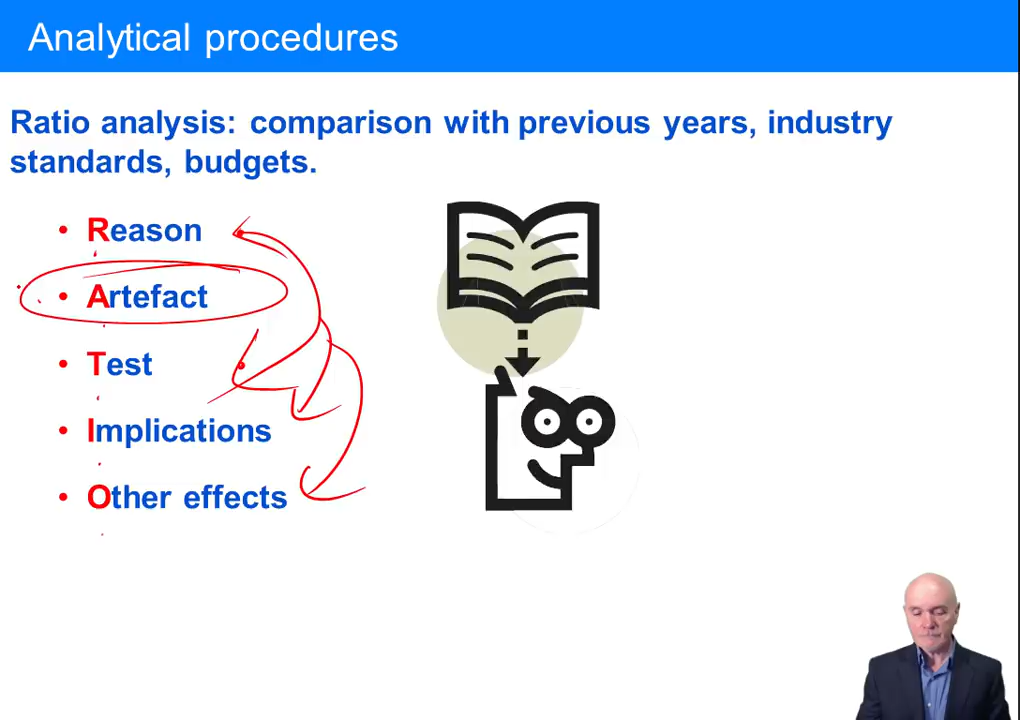 Analytical procedures
Ratio analysis: comparison with previous years, industry
standards, budgets.
• Reason
• Artefact
• Test
• Implications
• Other effects